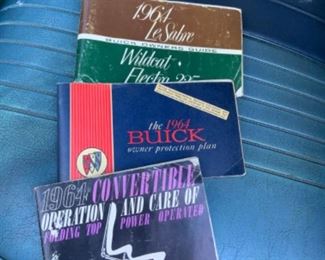 1964
LeSabre
BUICK OWNERS GUIDE
Wildcat
Electra 225
the 1964
BUICK
owner protection plan
1964 CONVERTIBLE
OPERATION AND CARE OF
FOLDING TOP POWER OPERATED